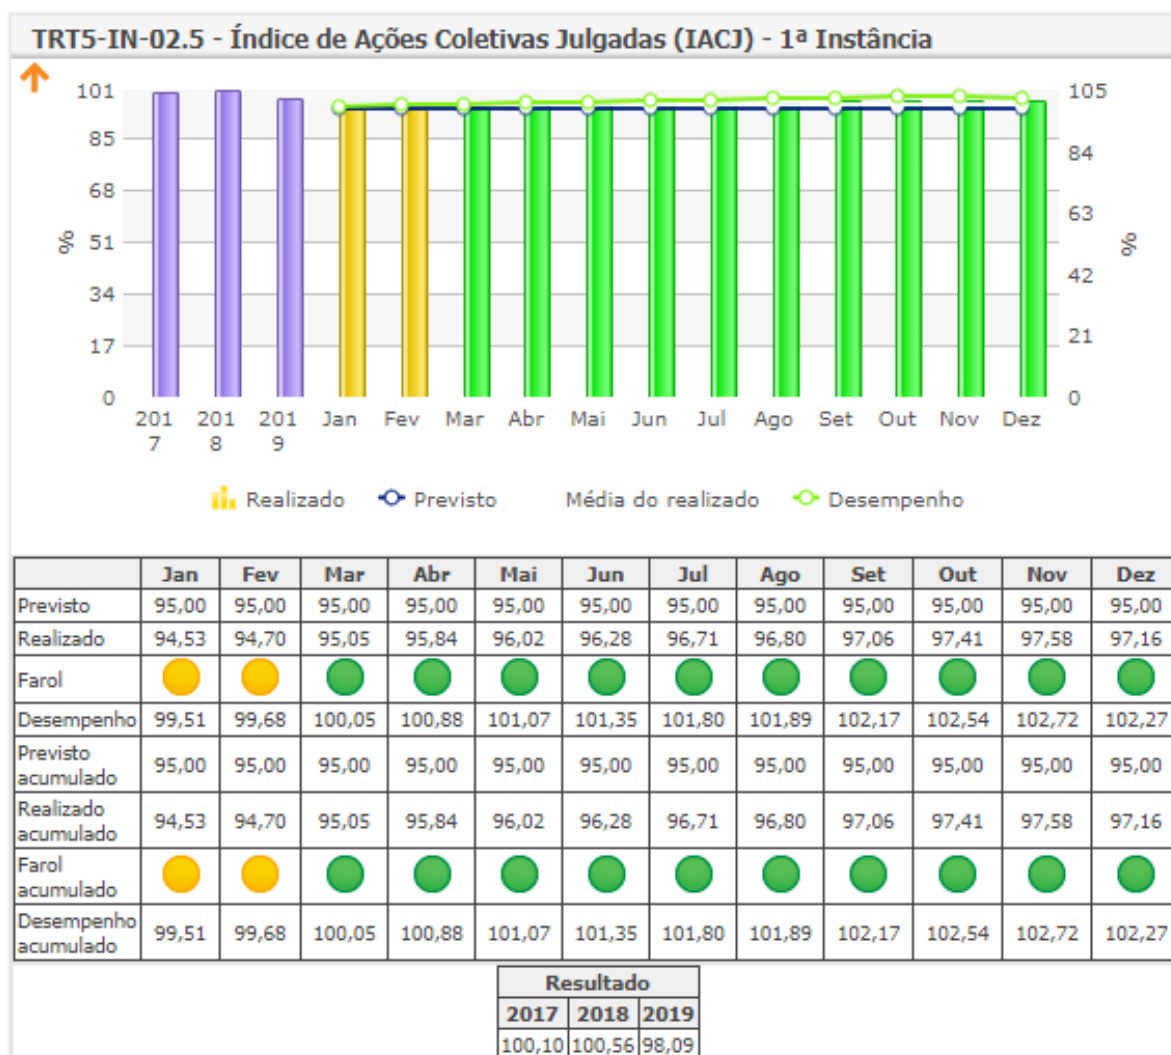 TRT5-IN-02.5 - Índice de Ações Coletivas Julgadas (IACJ) - 1ª Instância
101
85
68
51
34
17
0
%
105
84
63
42
21
0
%
2017 2018 2019 Jan Fev Mar Abr Mai Jun Jul Ago Set Out Nov Dez
Realizado Previsto Média do realizado Desempenho
Jan Fev Mar Abr Mai Jun Jul Ago Set Out Nov Dez
Previsto 95,00 95,00 95,00 95,00 95,00 95,00 95,00 95,00 95,00 95,00 95,00 95,00
Realizado 94,53 94,70 95,05 95,84 96,02 96,28 96,71 96,80 97,06 97,41 97,58 97,16
Farol
Desempenho 99,51 99,68 100,05 100,88 101,07 101,35 101,80 101,89 102,17 102,54 102,72 102,27
Previsto acumulado 95,00 95,00 95,00 95,00 95,00 95,00 95,00 95,00 95,00 95,00 95,00 95,00
Realizado acumulado 94,53 94,70 95,05 95,84 96,02 96,28 96,71 96,80 97,06 97,41 97,58 97,16
Farol acumulado
Desempenho acumulado 99,51 99,68 100,05 100,88 101,07 101,35 101,80 101,89 102,17 102,54 102,72 102,27
Resultado
2017 2018 2019
100,10 100,56 98,09